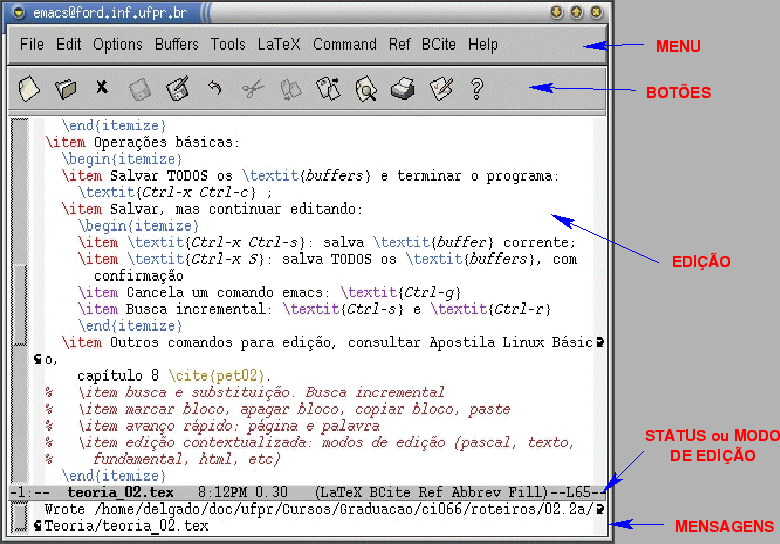 emacs@ford.inf.ufpr.br
File Edit Options Buffers Tools LaTeX Command Ref BCite Help
MENU
BOTÕES
\end{itemize}
\item Operações básicas:
\begin{itemize}
\item Salvar TODOS os \textit{buffers} e terminar o programa:
\textit{Ctrl-x Ctrl-c} ;
\item Salvar, mas continuar editando:
\begin{itemize}
\item \textit{Ctrl-x Ctrl-s}: salva \textit{buffer} corrente;
\item \textit{Ctrl-x S}: salva TODOS os \textit{buffers}, com
confirmação
EDIÇÃO
\item Cancela um comando emacs: \textit{Ctrl-g}
\item Busca incremental: \textit{Ctrl-s} e \textit{Ctrl-r}
\end{itemize}
\item Outros comandos para edição, consultar Apostila Linux Básic
o,
capítulo 8 \cite{pet02}.
% \item busca e substituição. Busca incremental
% \item marcar bloco, apagar bloco, copiar bloco, paste
% \item avanço rápido: página e palavra
% \item edição contextualizada: modos de edição (pascal, texto,
% fundamental, html, etc)
\end{itemize}
STATUS ou MODO
DE EDIÇÃO
-1:-- teoria_02.tex 8:12PM 0.30 (LaTeX BCite Ref Abbrev Fill)--L65--
Wrote /home/delgado/doc/ufpr/Cursos/Graduacao/ci066/roteiros/02.2a/
Teoria/teoria_02.tex
MENSAGENS